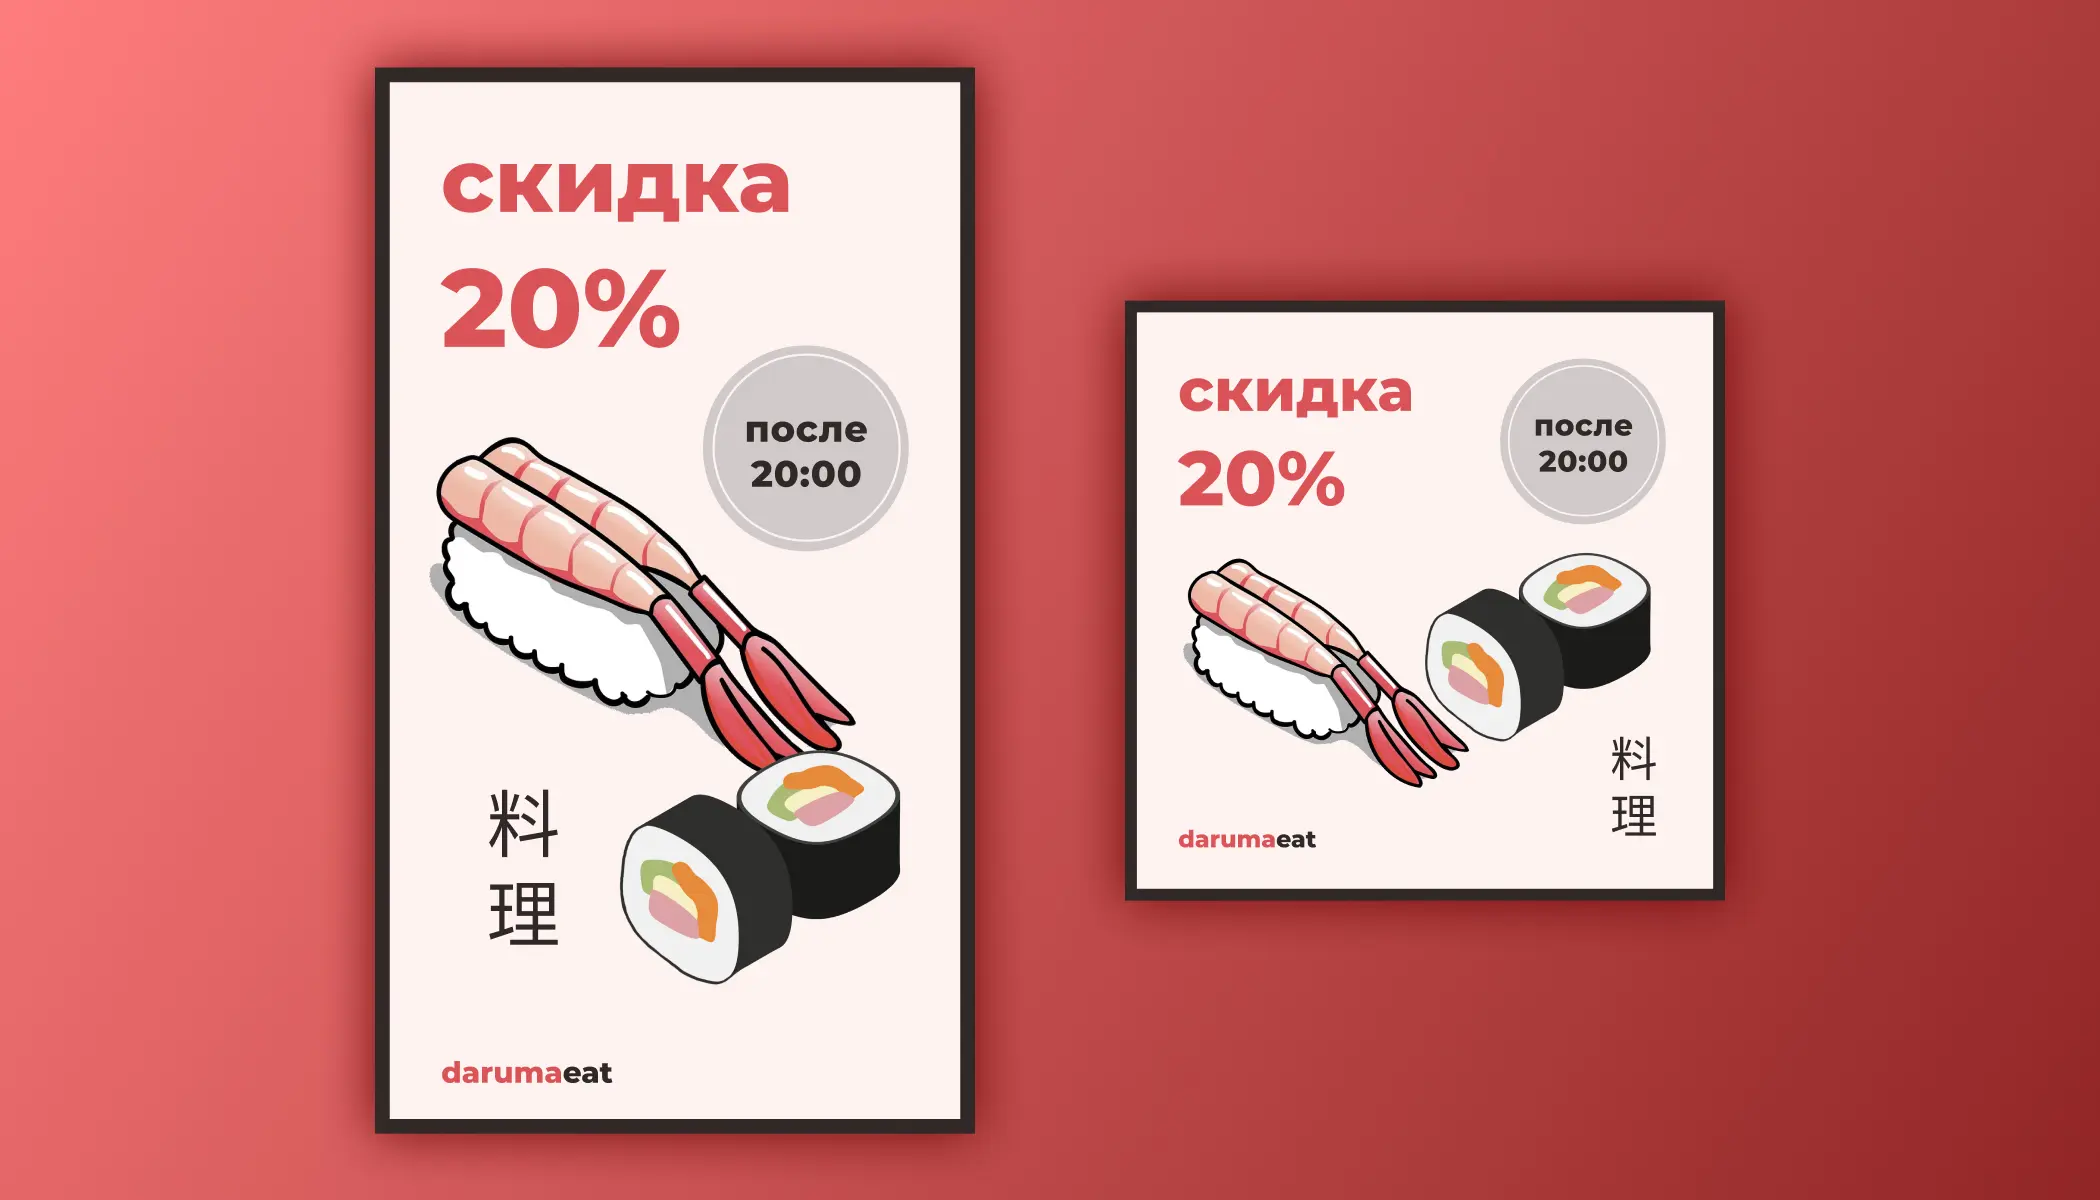 скидка
20%
после
20:00
料
理
darumaeat
скидка
20%
после
20:00
料
理
darumaeat